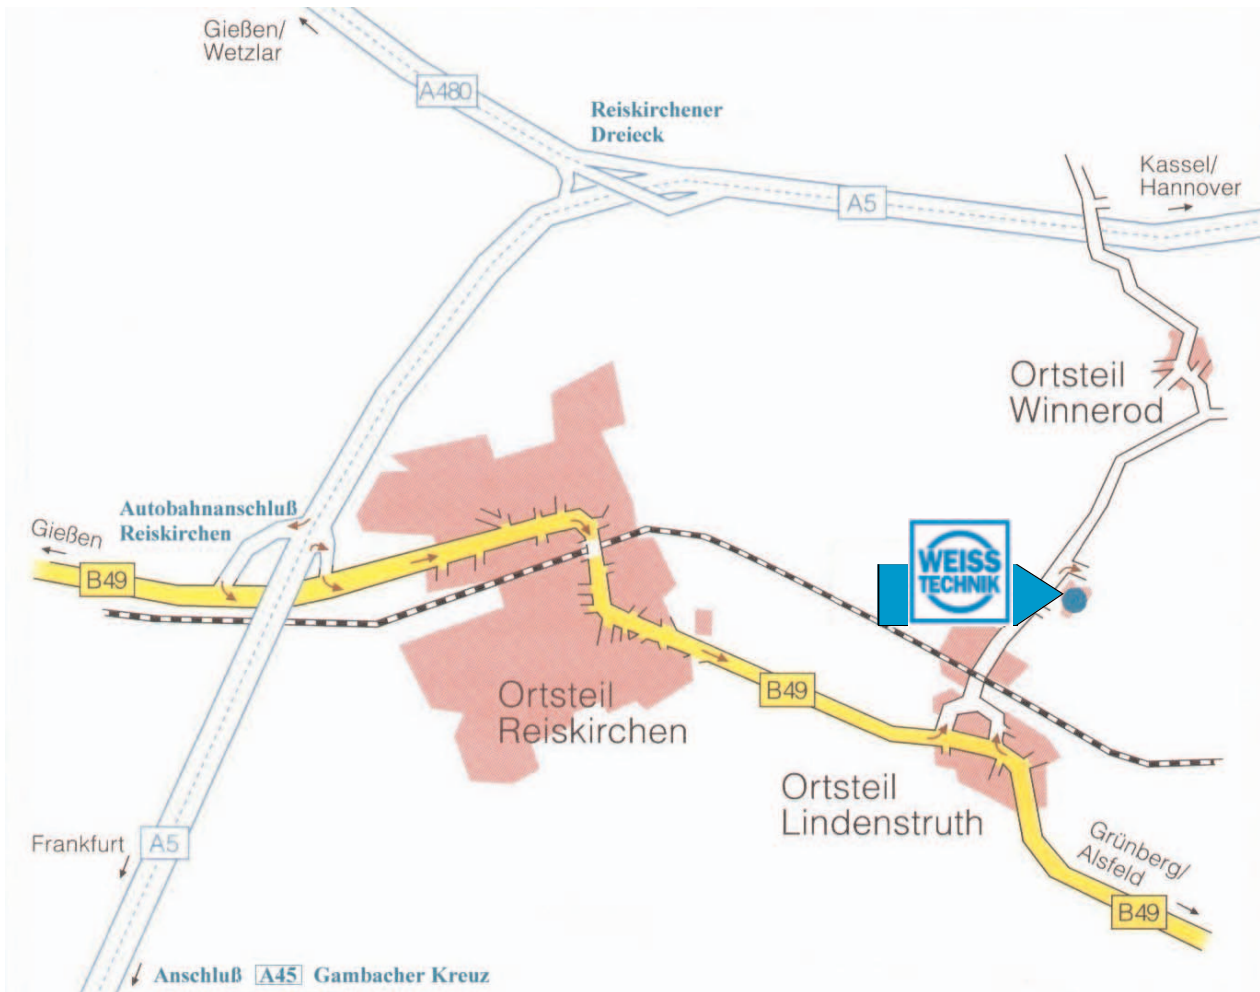 Gießen/
Wetzlar
A480
Reiskirchener
Dreieck
Kassel/
Hannover
A5
Ortsteil
Winnerod
Autobahnanschluß
Reiskirchen
Gießen
B49
WEISS
TECHNIK
Ortsteil
Reiskirchen
B49
Ortsteil
Lindenstruth
Frankfurt
A5
Grünberg/
Alsfeld
B49
Anschluß A45 Gambacher Kreuz